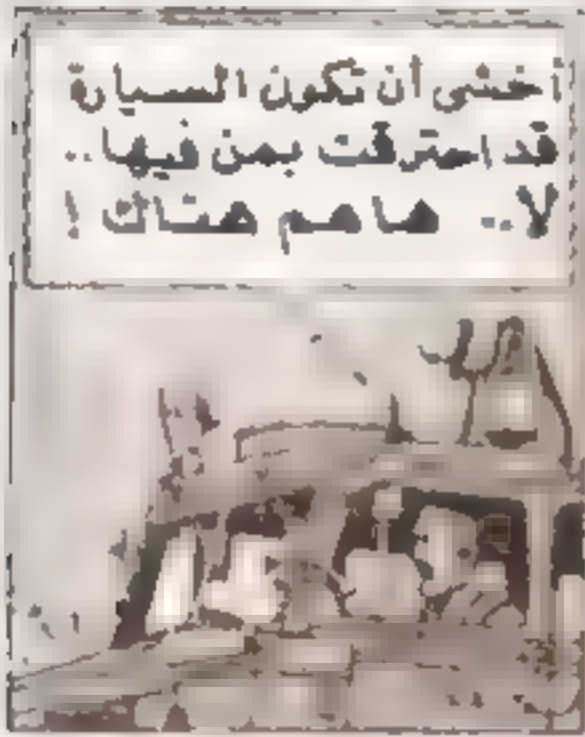 أخشى أن تكون السيارة
قد احترقت بمن فيها..
لا.. هاهم هناك !